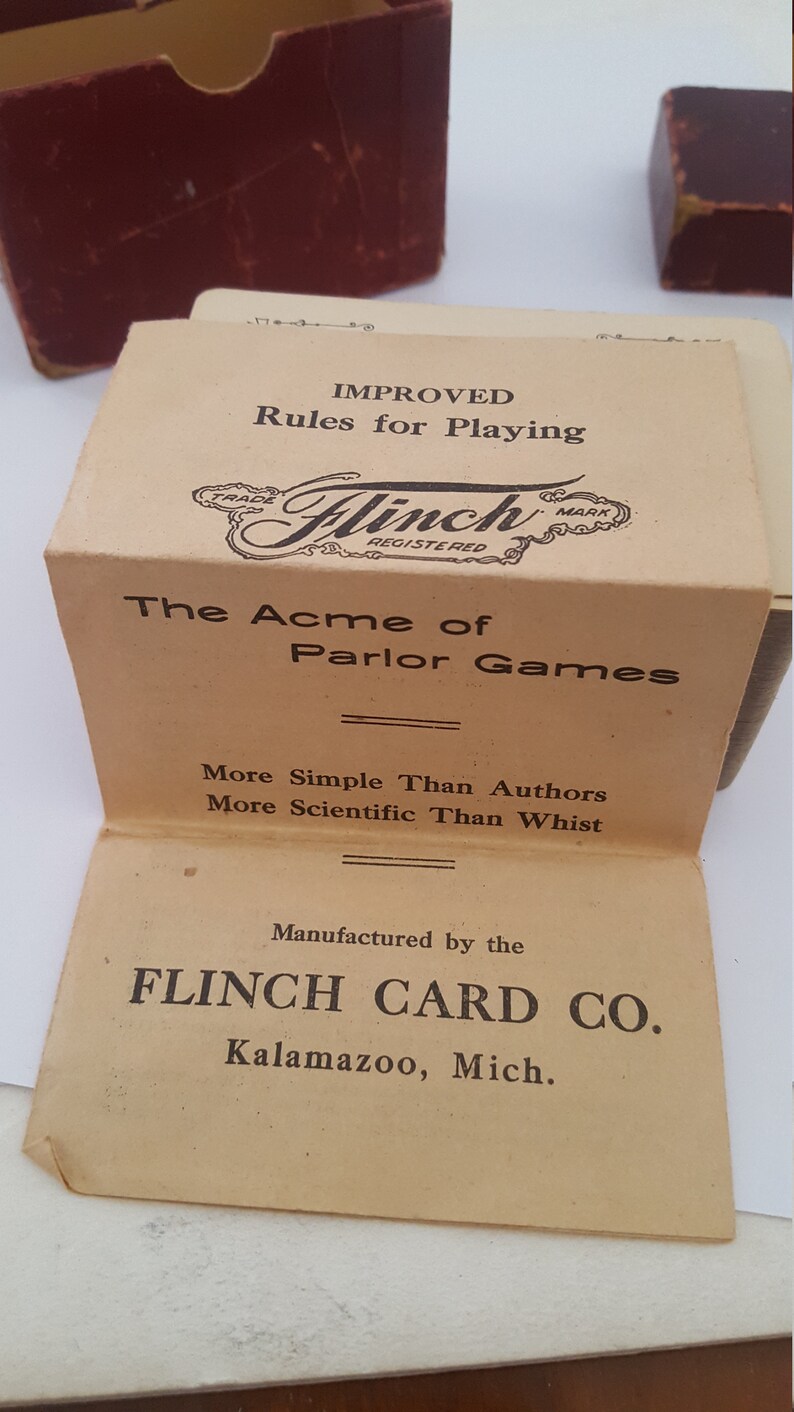 IMPROVED
Rules for Playing
TRADE Flinch MARK
REGISTERED
The Acme of
Parlor Games
More Simple Than Authors
More Scientific Than Whist
Manufactured by the
FLINCH CARD CO.
Kalamazoo, Mich.